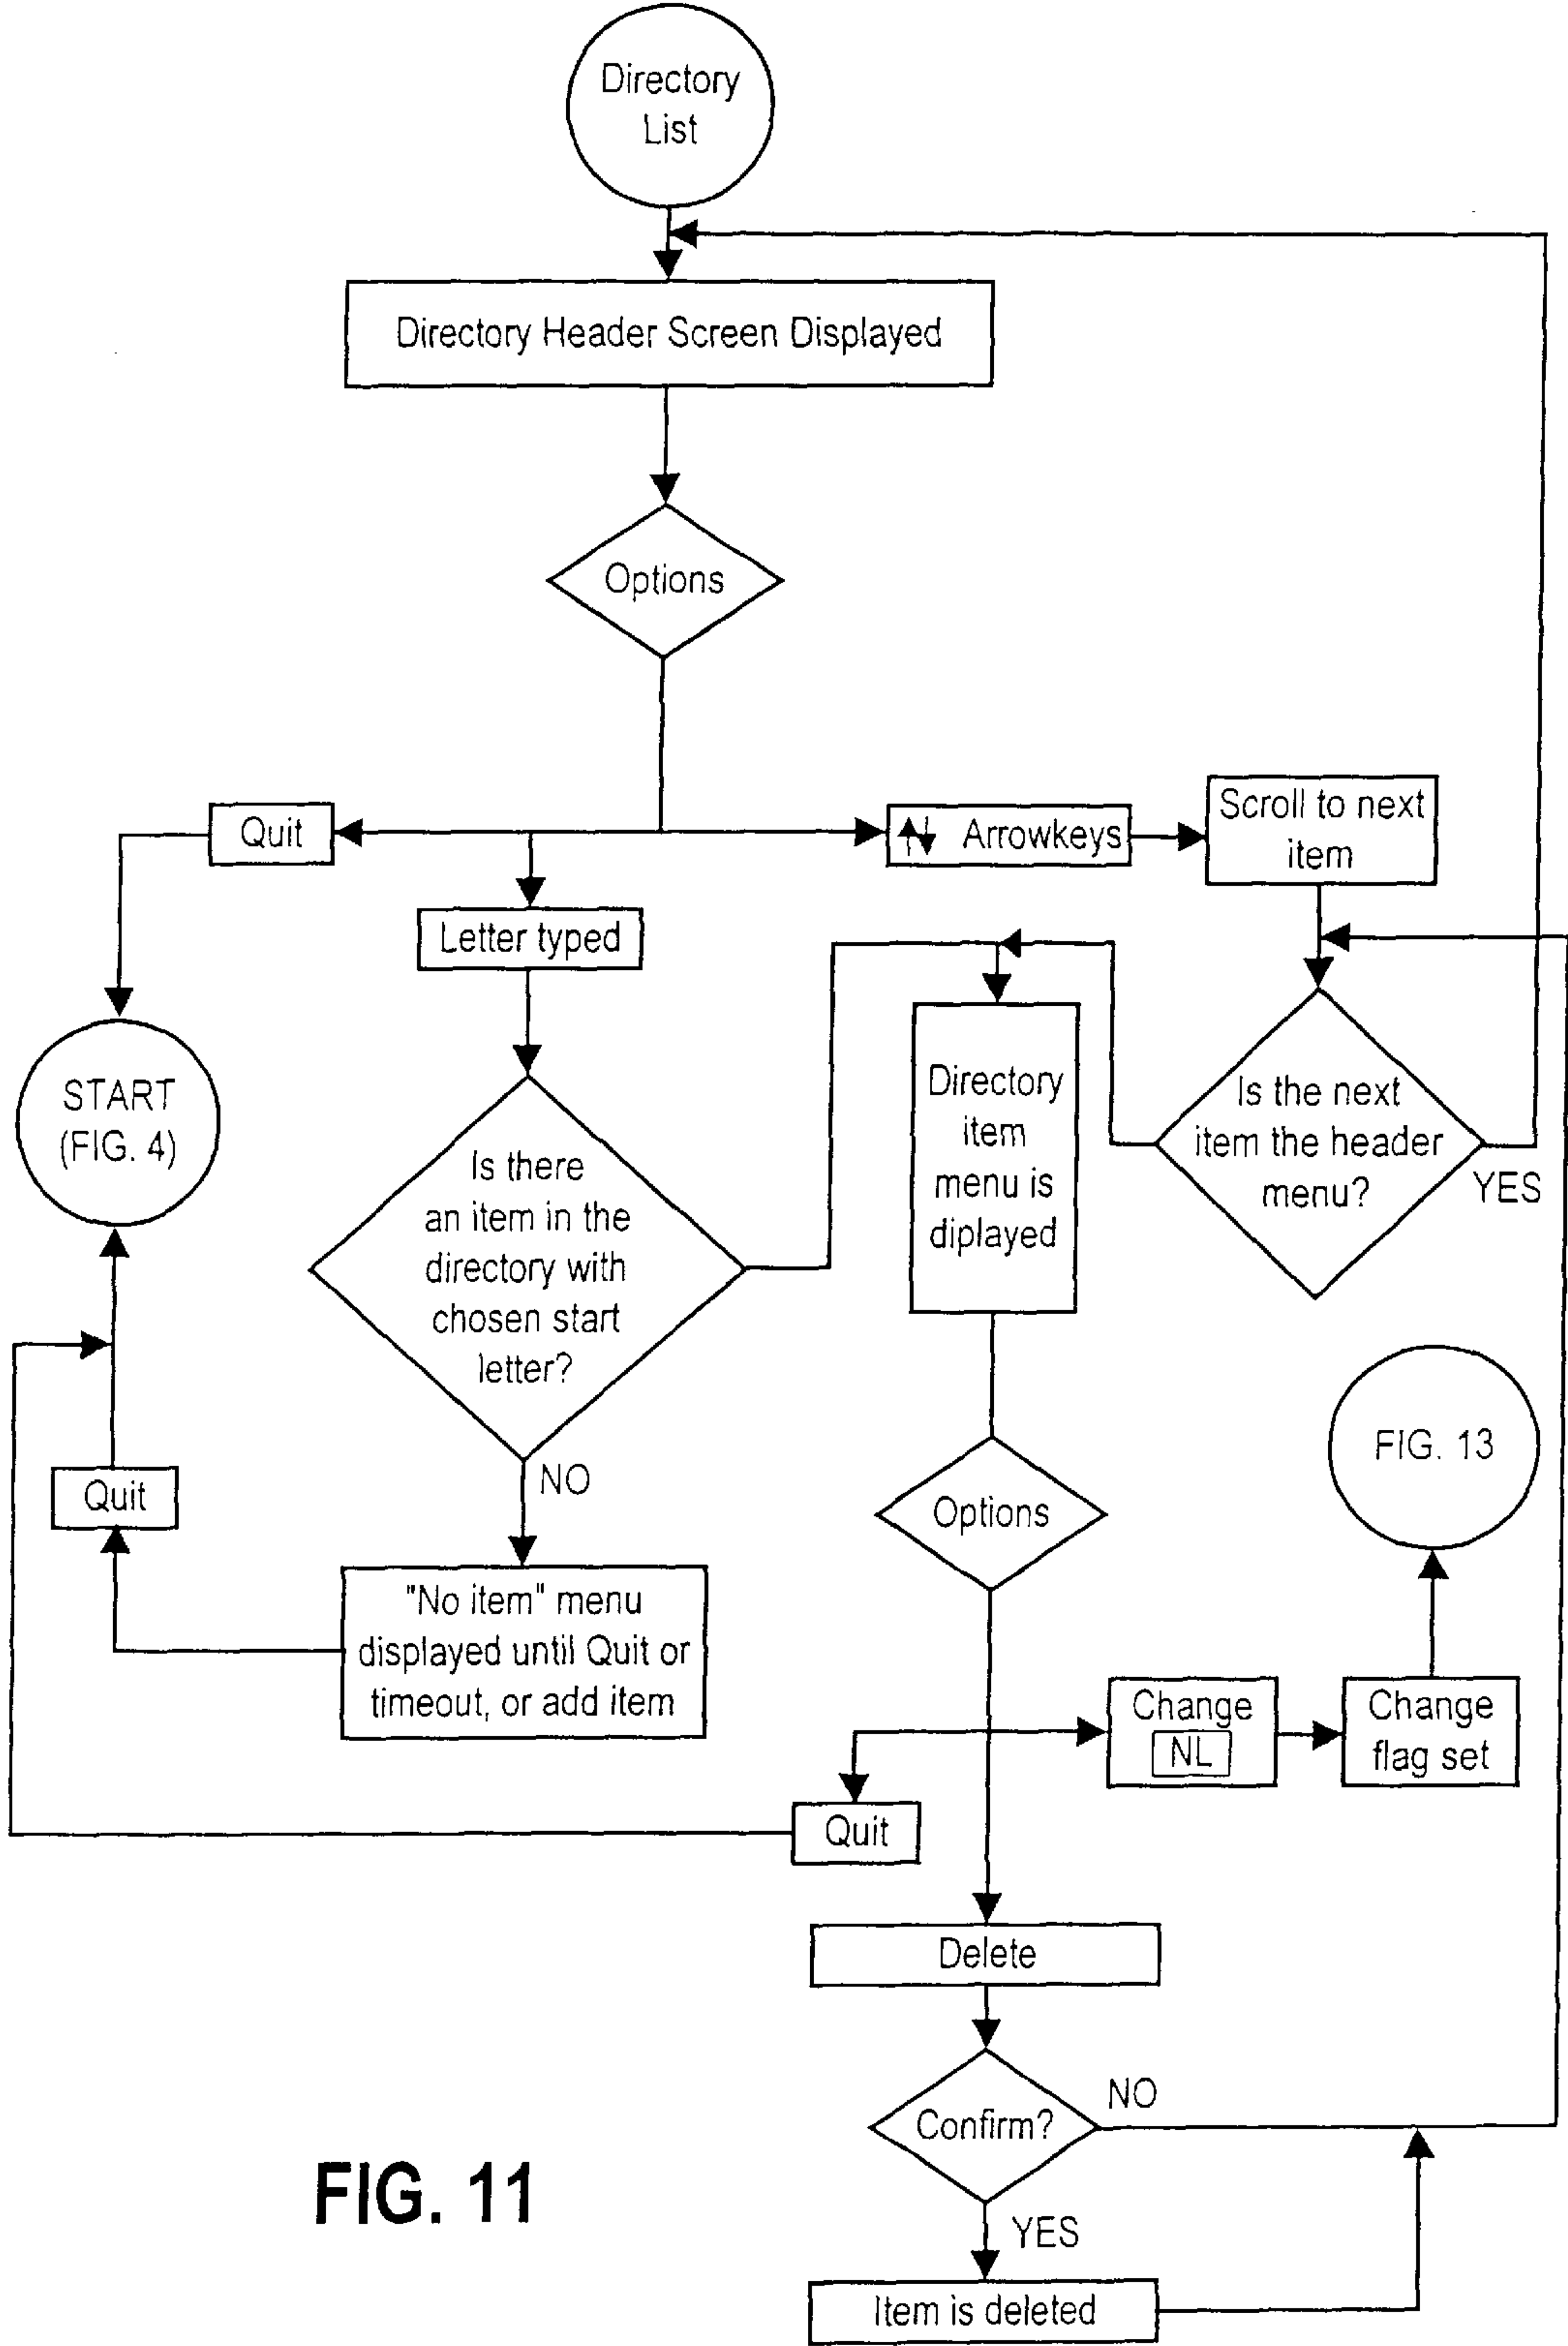 Directory
List
Directory Header Screen Displayed
Options
Quit
Arrowkeys
Scroll to next
item
Letter typed
START
(FIG. 4)
Is there
an item in the
directory with
chosen start
letter?
Directory
item
menu is
diplayed
Is the next
item the header
menu?
YES
FIG. 13
NO
Quit
Options
"No item" menu
displayed until Quit or
timeout, or add item
Change
NL
Change
flag set
Quit
Delete
Confirm?
NO
YES
Item is deleted
FIG. 11